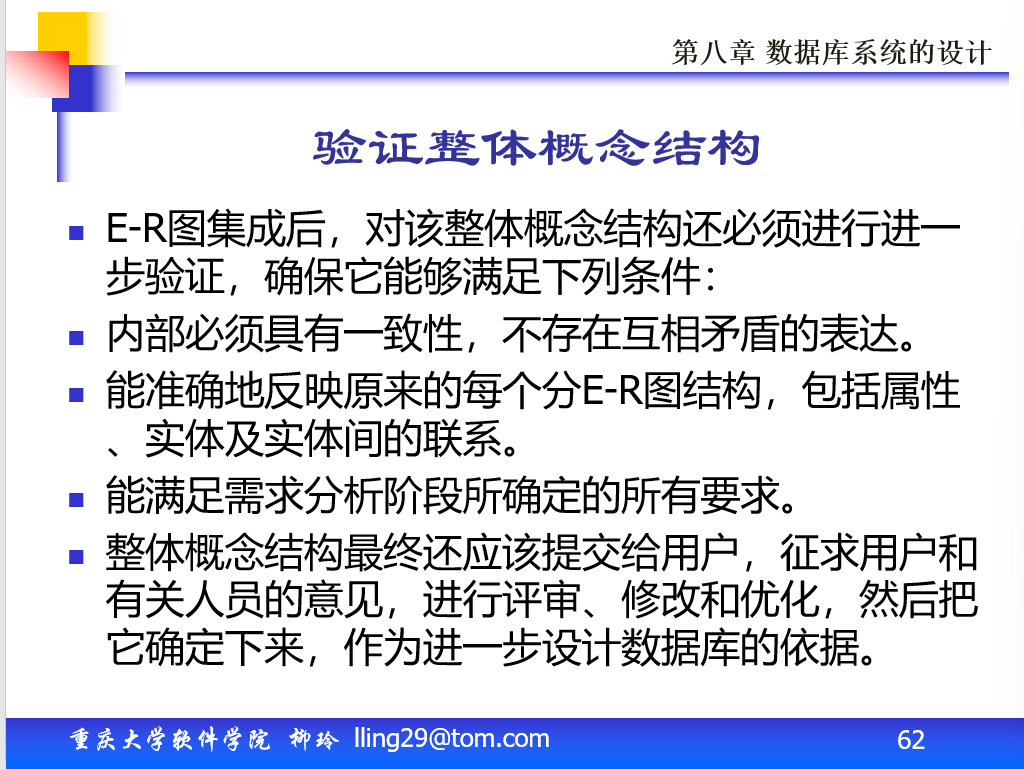 第八章 数据库系统的设计
验证整体概念结构
E-R图集成后，对该整体概念结构还必须进行进一
步验证，确保它能够满足下列条件：
内部必须具有一致性，不存在互相矛盾的表达。
能准确地反映原来的每个分E-R图结构，包括属性
、实体及实体间的联系。
能满足需求分析阶段所确定的所有要求。
整体概念结构最终还应该提交给用户，征求用户和
有关人员的意见，进行评审、修改和优化，然后把
它确定下来，作为进一步设计数据库的依据。
重庆大学软件学院 柳玲 lling29@tom.com 62